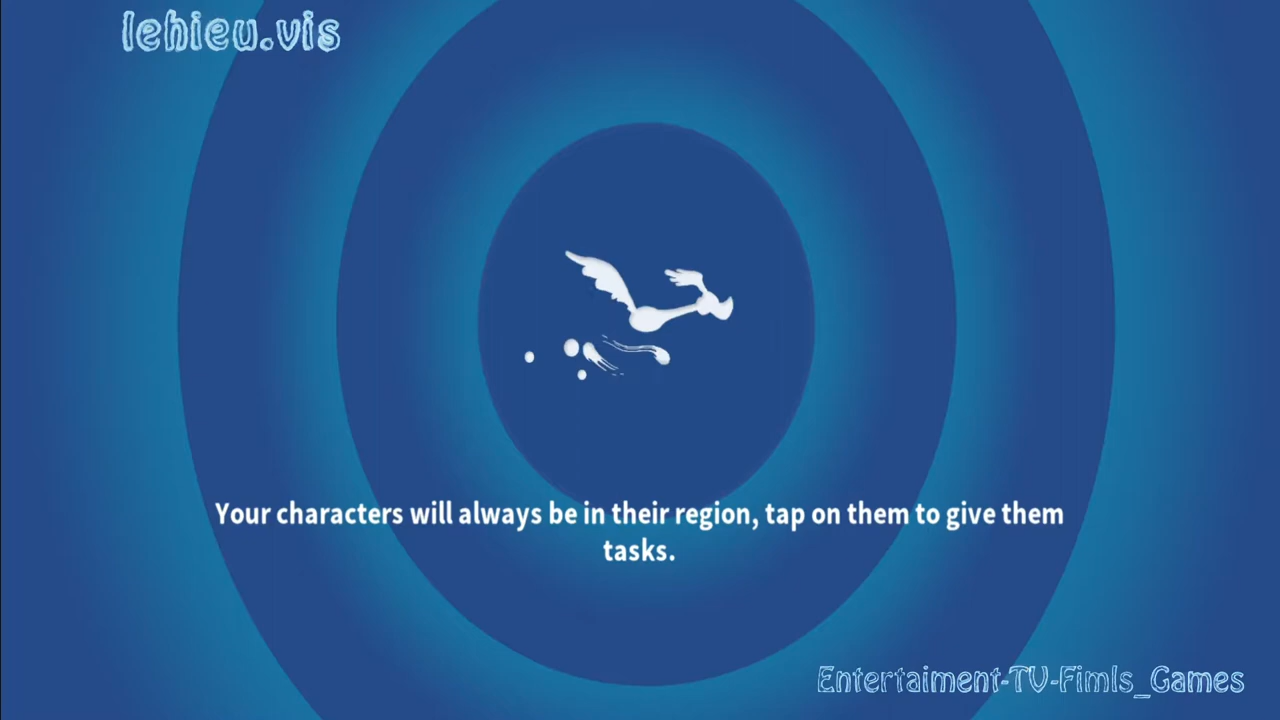 lehieu.vis
Your characters will always be in their region, tap on them to give them
tasks.
Entertaiment-TV-Fimls_Games